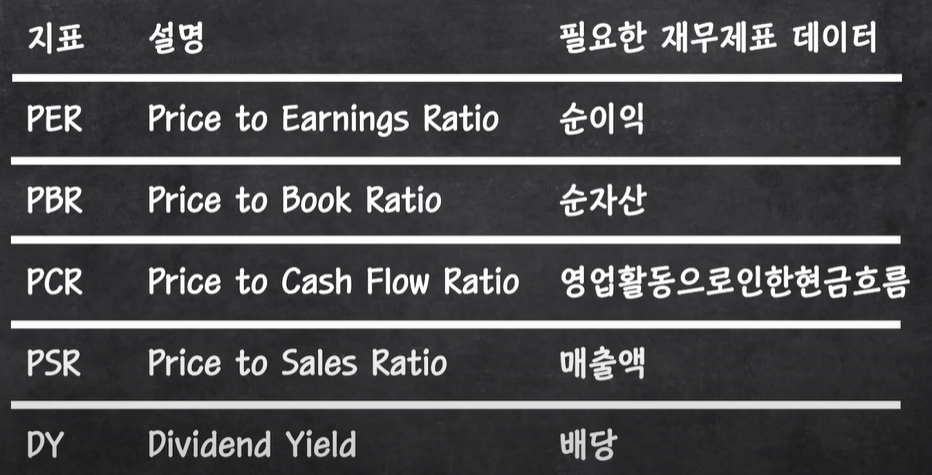 지표 설명 필요한 재무제표 데이터
PER Price to Earnings Ratio 순이익
PBR Price to Book Ratio 순자산
PCR Price to Cash Flow Ratio 영업활동으로인한현금흐름
PSR Price to Sales Ratio 매출액
DY Dividend Yield 배당